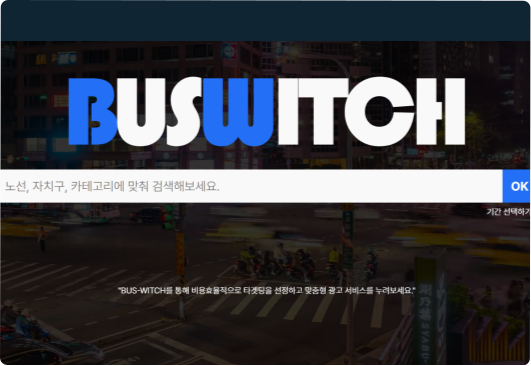 BUSWITCH
노선, 자치구, 카테고리에 맞춰 검색해보세요.
OK
기간 선택하기
"BUS-WITCH를 통해 비용효율적으로 타겟팅을 선정하고 맞춤형 광고 서비스를 누려보세요."